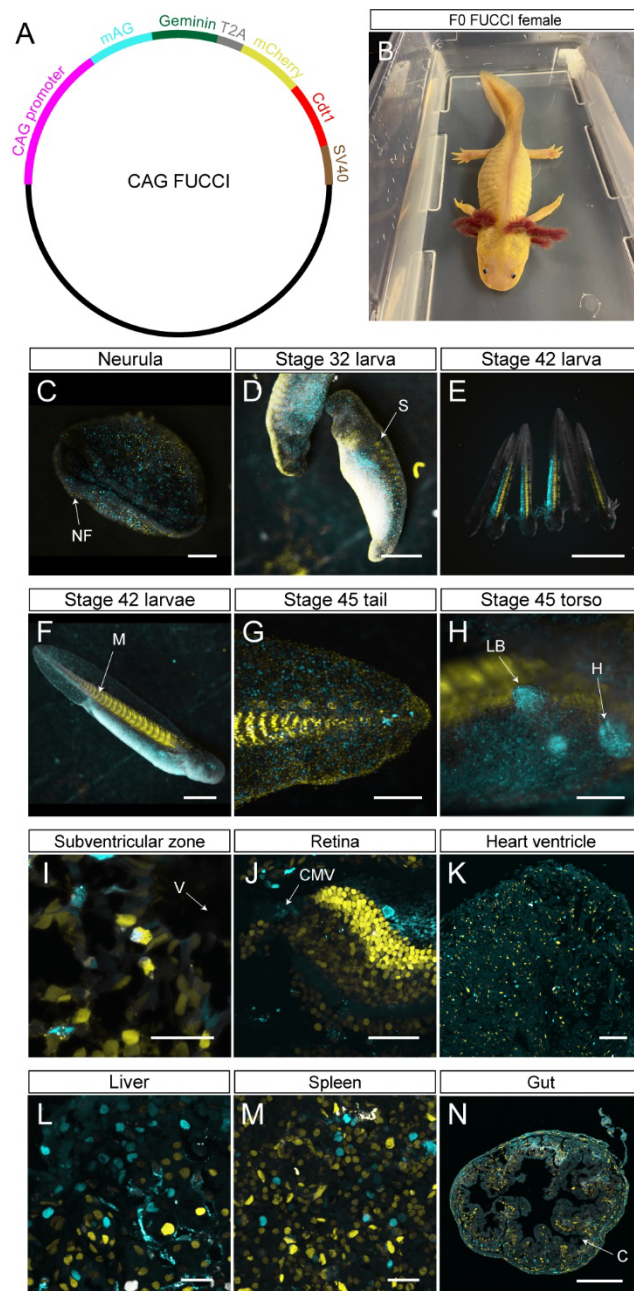 A
CAG promoter
mAG
Geminin
T2A
mCherry
Cdt1
SV40
CAG FUCCI
F0 FUCCI female
B
Neurula
Stage 32 larva
Stage 42 larva
C
NF
D
S
E
Stage 42 larvae
Stage 45 tail
Stage 45 torso
F
M
G
H
LB
H
Subventricular zone
Retina
Heart ventricle
I
V
J
CMV
K
Liver
Spleen
Gut
L
M
N
C